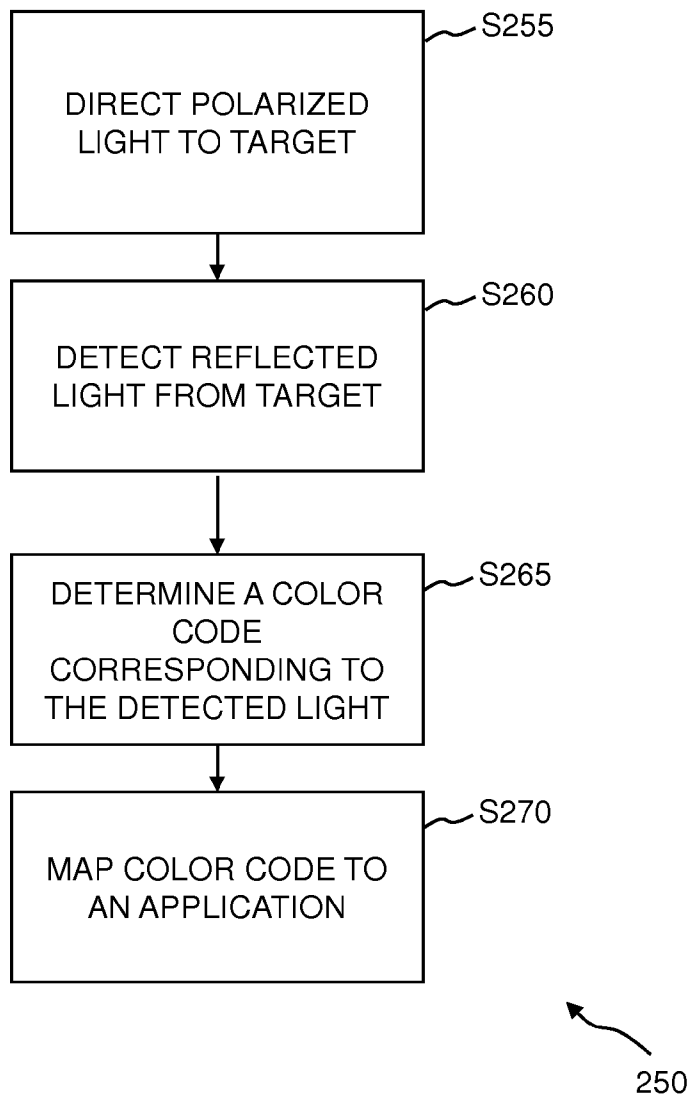 S255
DIRECT POLARIZED
LIGHT TO TARGET
S260
DETECT REFLECTED
LIGHT FROM TARGET
S265
DETERMINE A COLOR
CODE
CORRESPONDING TO
THE DETECTED LIGHT
S270
MAP COLOR CODE TO
AN APPLICATION
250